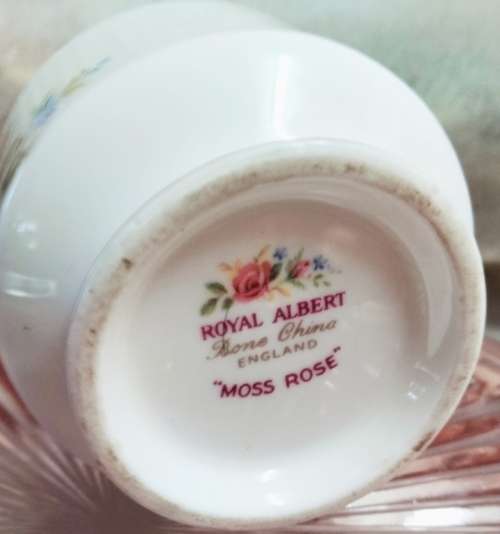 ROYAL ALBERT
Bone China
ENGLAND
"MOSS ROSE"